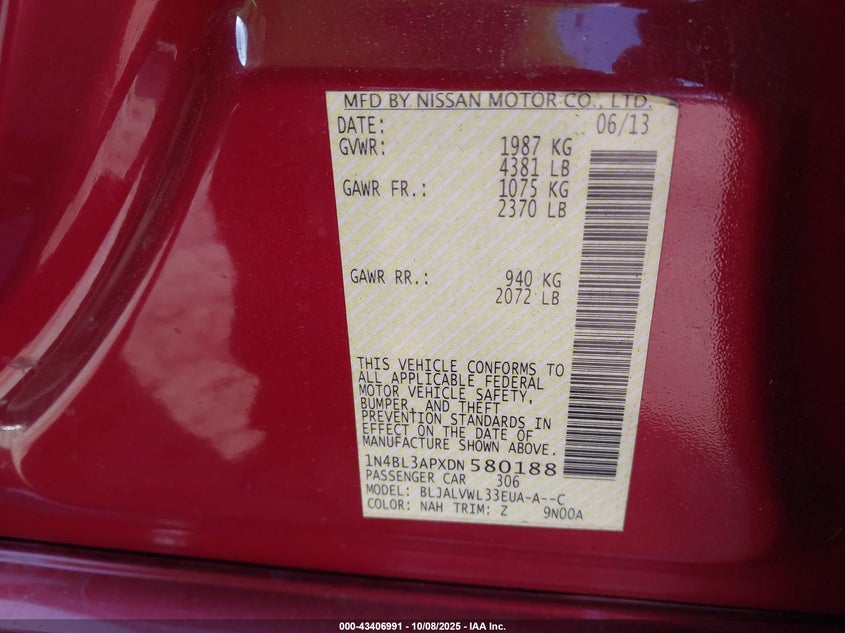 MFD BY NISSAN MOTOR CO., LTD.
DATE: 06/13
GVWR: 1987 KG
4381 LB
GAWR FR.: 1075 KG
2370 LB
GAWR RR.: 940 KG
2072 LB
THIS VEHICLE CONFORMS TO
ALL APPLICABLE FEDERAL
MOTOR VEHICLE SAFETY,
BUMPER, AND THEFT
PREVENTION STANDARDS IN
EFFECT ON THE DATE OF
MANUFACTURE SHOWN ABOVE.
1N4BL3APXDN 580188
PASSENGER CAR 306
MODEL: BLJALVWL33EUA-A--C
COLOR: NAH TRIM: Z 9N00A
000-43406991 - 10/08/2025 - IAA Inc.